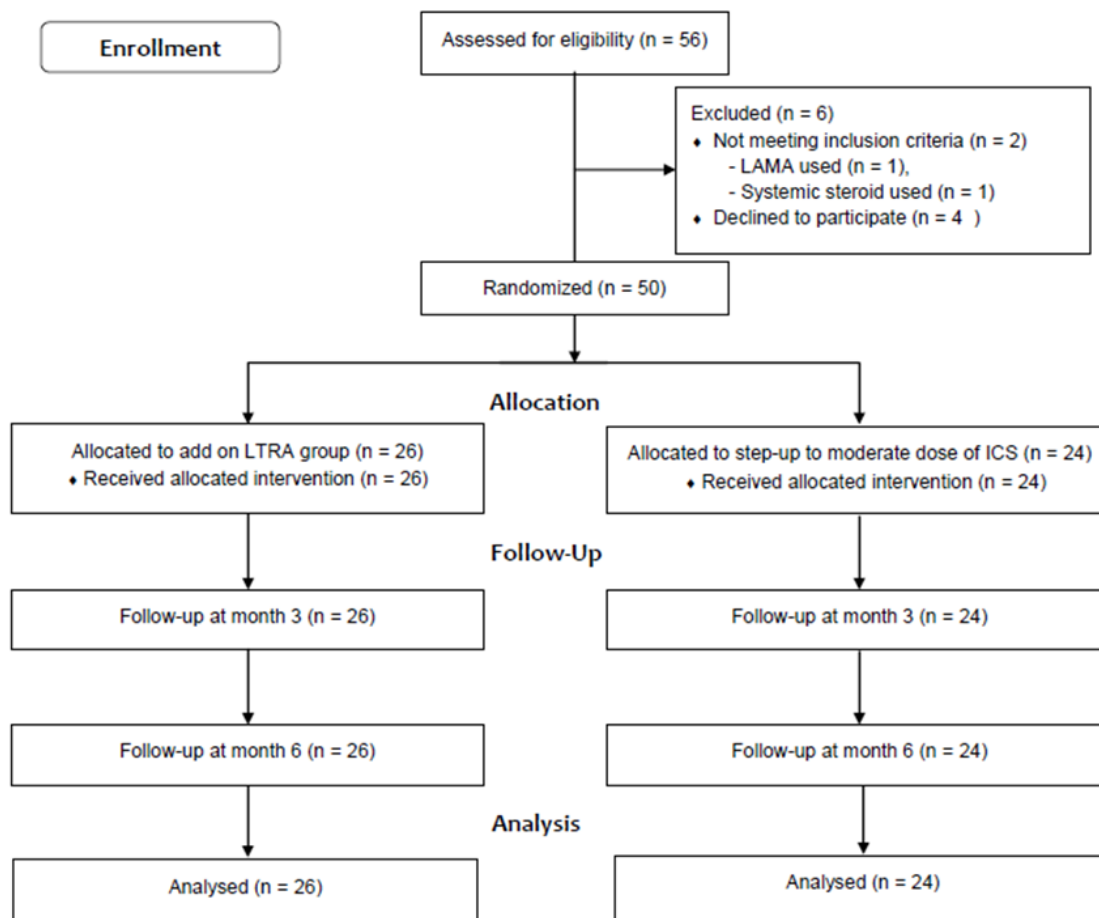 Enrollment
Assessed for eligibility (n = 56)
Excluded (n = 6)
♦ Not meeting inclusion criteria (n = 2)
- LAMA used (n = 1),
- Systemic steroid used (n = 1)
♦ Declined to participate (n = 4 )
Randomized (n = 50)
Allocation
Allocated to add on LTRA group (n = 26)
♦ Received allocated intervention (n = 26)
Allocated to step-up to moderate dose of ICS (n = 24)
♦ Received allocated intervention (n = 24)
Follow-Up
Follow-up at month 3 (n = 26)
Follow-up at month 3 (n = 24)
Follow-up at month 6 (n = 26)
Follow-up at month 6 (n = 24)
Analysis
Analysed (n = 26)
Analysed (n = 24)